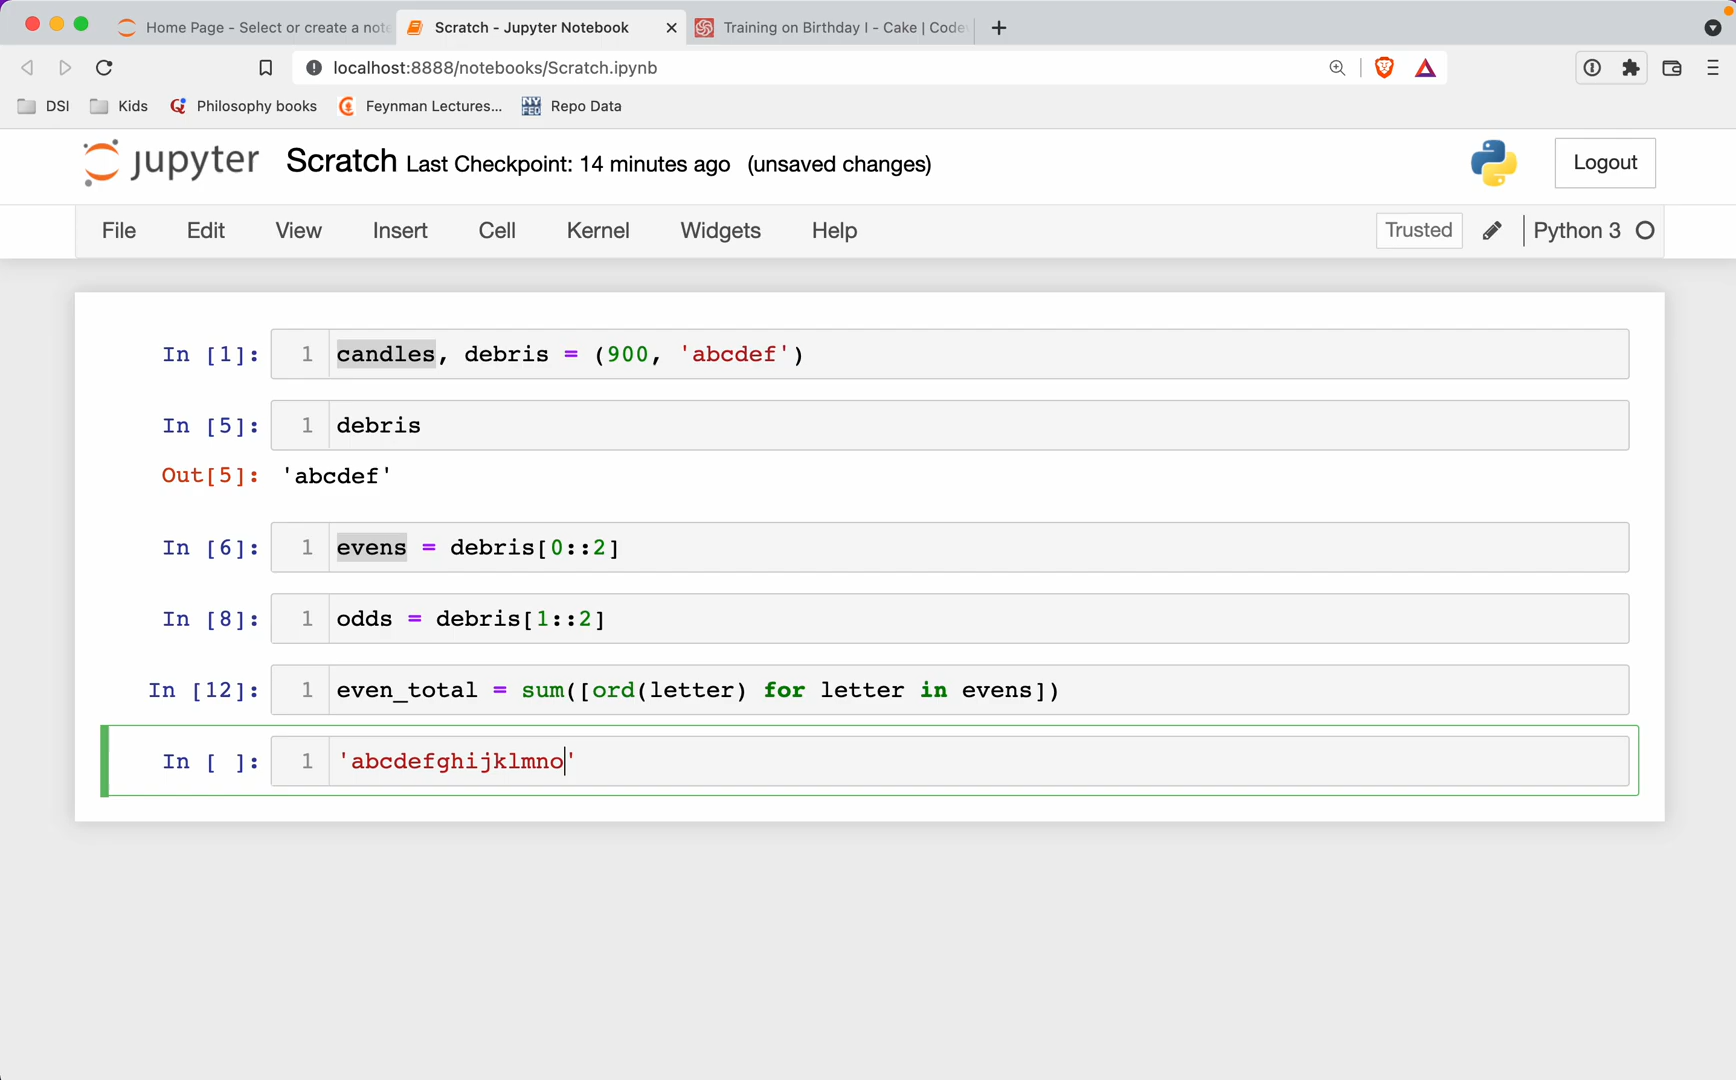 Home Page - Select or create a note
Scratch - Jupyter Notebook
Training on Birthday I - Cake | Codew
localhost:8888/notebooks/Scratch.ipynb
DSI
Kids
Philosophy books
Feynman Lectures...
Repo Data
jupyter
Scratch Last Checkpoint: 14 minutes ago (unsaved changes)
Logout
File Edit View Insert Cell Kernel Widgets Help
Trusted
Python 3
In [1]: 1 candles, debris = (900, 'abcdef')
In [5]: 1 debris
Out[5]: 'abcdef'
In [6]: 1 evens = debris[0::2]
In [8]: 1 odds = debris[1::2]
In [12]: 1 even_total = sum([ord(letter) for letter in evens])
In [ ]: 1 'abcdefghijklmno'